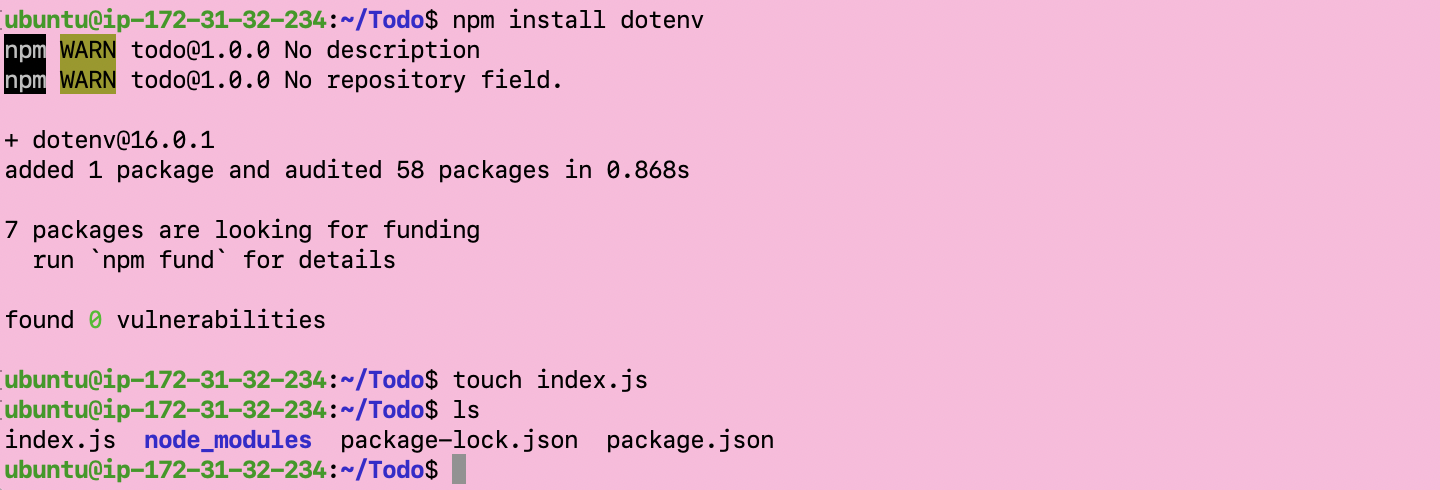 ubuntu@ip-172-31-32-234:~/Todo$ npm install dotenv
npm WARN todo@1.0.0 No description
npm WARN todo@1.0.0 No repository field.
+ dotenv@16.0.1
added 1 package and audited 58 packages in 0.868s
7 packages are looking for funding
  run `npm fund` for details
found 0 vulnerabilities
ubuntu@ip-172-31-32-234:~/Todo$ touch index.js
ubuntu@ip-172-31-32-234:~/Todo$ ls
index.js  node_modules  package-lock.json  package.json
ubuntu@ip-172-31-32-234:~/Todo$